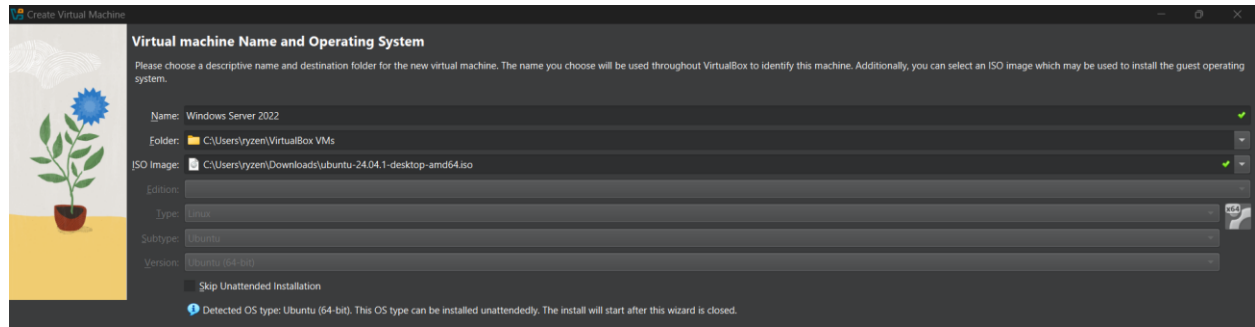 Create Virtual Machine
Virtual machine Name and Operating System
Please choose a descriptive name and destination folder for the new virtual machine. The name you choose will be used throughout VirtualBox to identify this machine. Additionally, you can select an ISO image which may be used to install the guest operating
system.
Name: Windows Server 2022
Folder: C:\Users\ryzen\VirtualBox VMs
ISO Image: C:\Users\ryzen\Downloads\ubuntu-24.04.1-desktop-amd64.iso
Edition:
Type: Linux
x64
Subtype: Ubuntu
Version: Ubuntu (64-bit)
Skip Unattended Installation
Detected OS type: Ubuntu (64-bit). This OS type can be installed unattendedly. The install will start after this wizard is closed.